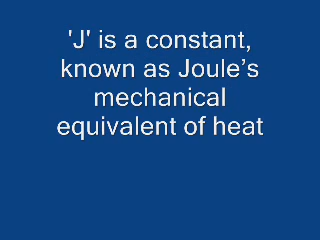 'J' is a constant,
known as Joule’s
mechanical
equivalent of heat